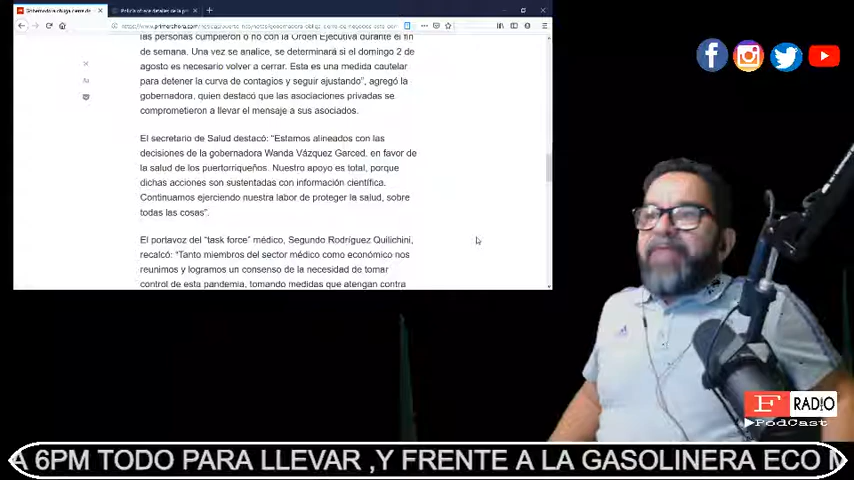 las personas cumplieron o no con la Orden Ejecutiva durante el fin
de semana. Una vez se analice, se determinará si el domingo 2 de
agosto es necesario volver a cerrar. Esta es una medida cautelar
para detener la curva de contagios y seguir ajustando”, agregó la
gobernadora, quien destacó que las asociaciones privadas se
comprometieron a llevar el mensaje a sus asociados.
El secretario de Salud destacó: “Estamos alineados con las
decisiones de la gobernadora Wanda Vázquez Garced, en favor de
la salud de los puertorriqueños. Nuestro apoyo es total, porque
dichas acciones son sustentadas con información científica.
Continuamos ejerciendo nuestra labor de proteger la salud, sobre
todas las cosas”.
El portavoz del “task force” médico, Segundo Rodríguez Quilichini,
recalcó: “Tanto miembros del sector médico como económico nos
reunimos y logramos un consenso de la necesidad de tomar
control de esta pandemia, tomando medidas que atengan contra
F RADIO
PodCast
A 6PM TODO PARA LLEVAR ,Y FRENTE A LA GASOLINERA ECO M